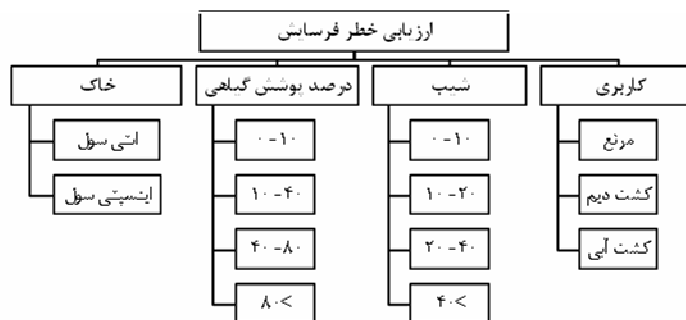 ارزیابی خطر فرسایش
کاربری
شیب
درصد پوشش گیاهی
خاک
مرتع
کشت دیم
کشت آبی
۰-۱۰
۱۰-۲۰
۲۰-۴۰
۴۰<
۰-۱۰
۱۰-۴۰
۴۰-۸۰
۸۰<
انتی سول
اینسپتی سول